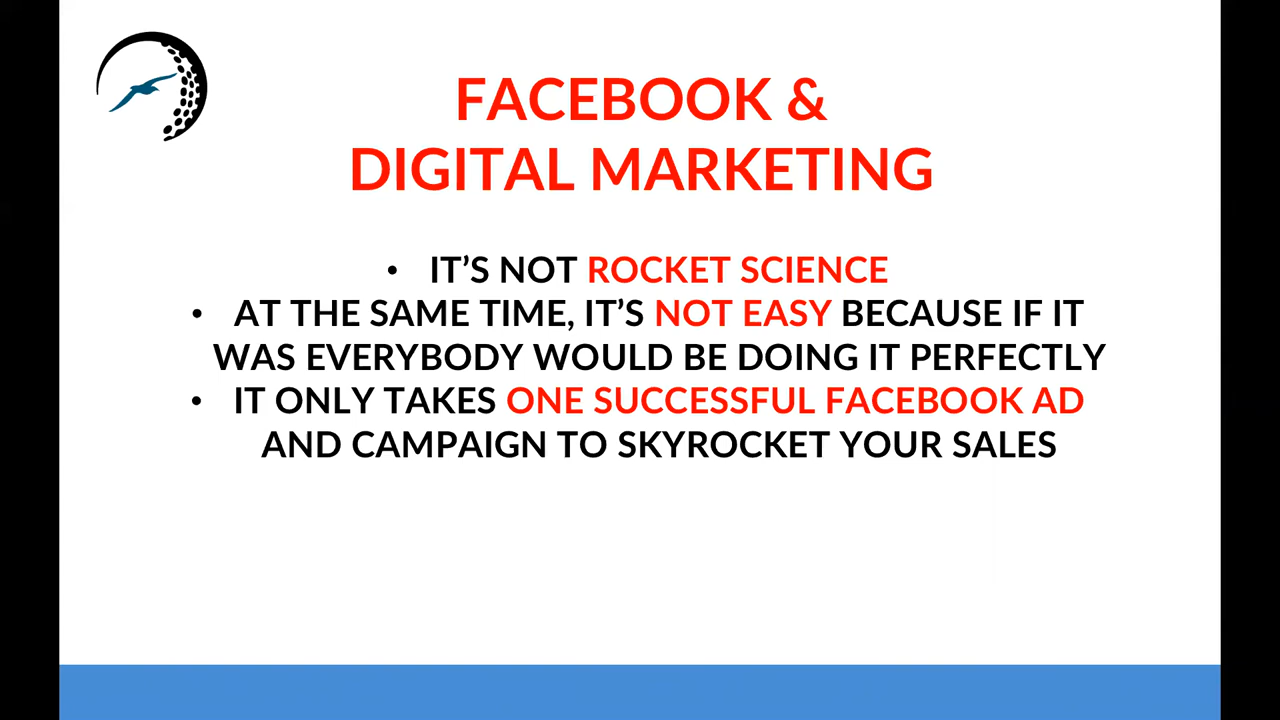 FACEBOOK &
DIGITAL MARKETING
• IT’S NOT ROCKET SCIENCE
• AT THE SAME TIME, IT’S NOT EASY BECAUSE IF IT
WAS EVERYBODY WOULD BE DOING IT PERFECTLY
• IT ONLY TAKES ONE SUCCESSFUL FACEBOOK AD
AND CAMPAIGN TO SKYROCKET YOUR SALES